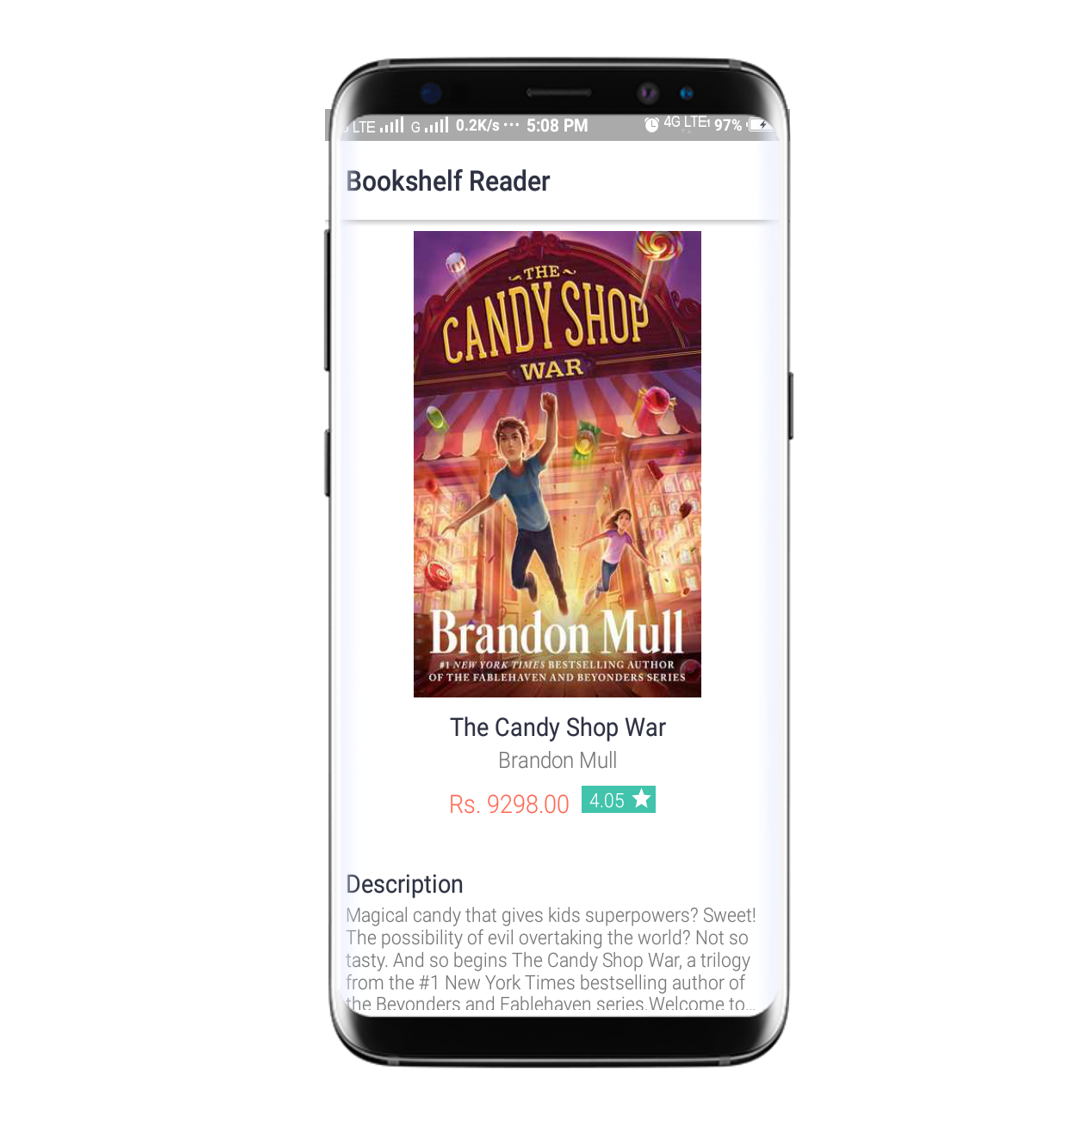 LTE G 0.2K/s ... 5:08 PM 4G LTE 97%
Bookshelf Reader
THE
CANDY SHOP
WAR
Brandon Mull
#1 NEW YORK TIMES BESTSELLING AUTHOR
OF THE FABLEHAVEN AND BEYONDERS SERIES
The Candy Shop War
Brandon Mull
Rs. 9298.00 4.05
Description
Magical candy that gives kids superpowers? Sweet!
The possibility of evil overtaking the world? Not so
tasty. And so begins The Candy Shop War, a trilogy
from the #1 New York Times bestselling author of
the Beyonders and Fablehaven series.Welcome to...